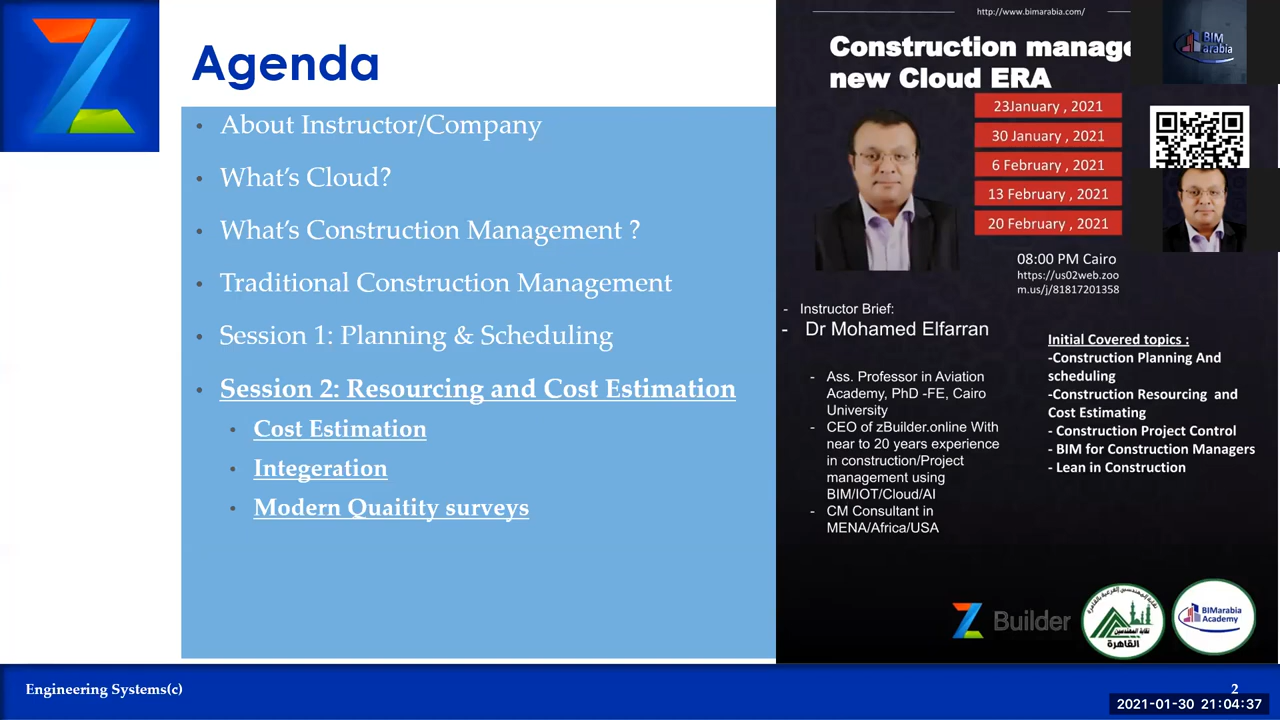 Agenda
About Instructor/Company
What's Cloud?
What's Construction Management ?
Traditional Construction Management
Session 1: Planning & Scheduling
Session 2: Resourcing and Cost Estimation
Cost Estimation
Integeration
Modern Quaitity surveys
http://www.bimarabia.com/
Construction manage
new Cloud ERA
23January , 2021
30 January , 2021
6 February , 2021
13 February , 2021
20 February , 2021
08:00 PM Cairo
https://us02web.zoo
m.us/j/81817201358
- Instructor Brief:
- Dr Mohamed Elfarran
- Ass. Professor in Aviation
Academy, PhD -FE, Cairo
University
- CEO of zBuilder.online With
near to 20 years experience
in construction/Project
management using
BIM/IOT/Cloud/AI
- CM Consultant in
MENA/Africa/USA
Initial Covered topics :
-Construction Planning And
scheduling
-Construction Resourcing and
Cost Estimating
- Construction Project Control
- BIM for Construction Managers
- Lean in Construction
BIM
arabia
Builder
نقابة المهندسين
القاهرة
BIMarabia
Academy
Engineering Systems(c)
2
2021-01-30 21:04:37